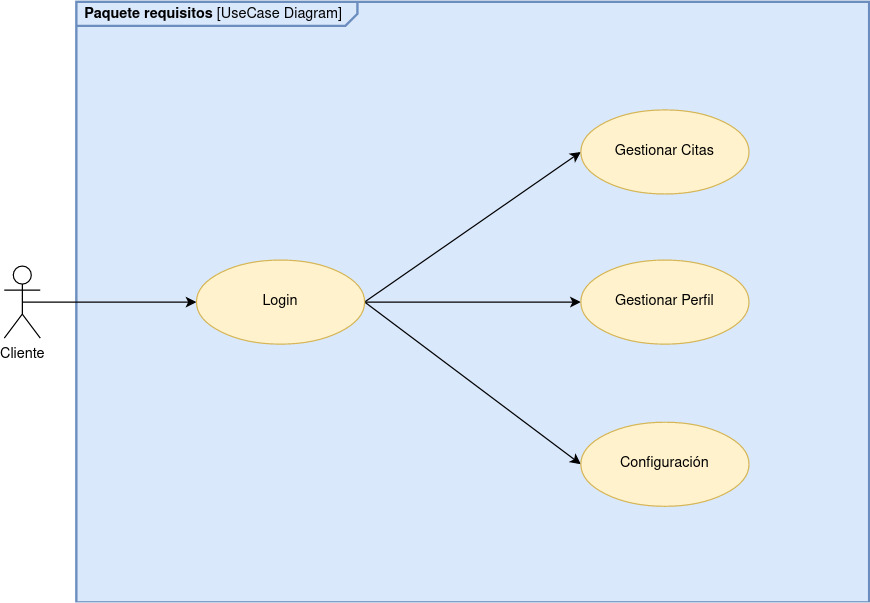 Paquete requisitos [UseCase Diagram]
Gestionar Citas
Login
Gestionar Perfil
Cliente
Configuración